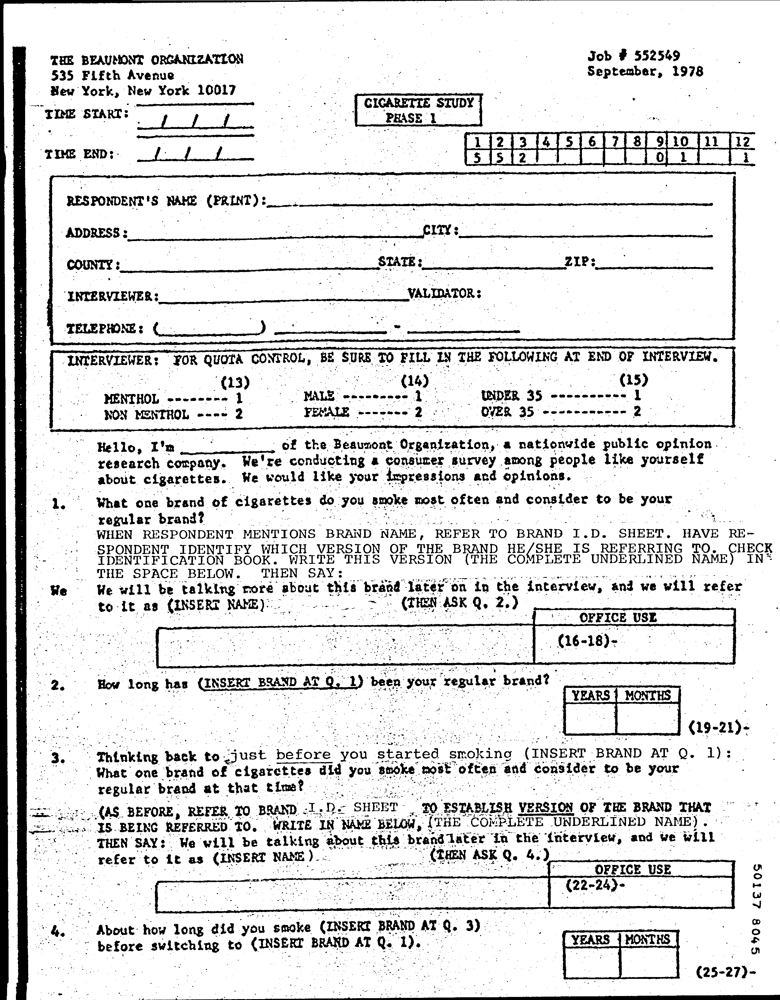 THE BEAUMONT ORGANIZATION
535 Fifth Avenue
New York, New York 10017
Job # 552549
September, 1978
TIME START: / / /
CIGARETTE STUDY
PHASE 1
TIME END: / / /
1 2 3 4 5 6 7 8 9 10 11 12
5 5 2 0 1 1
RESPONDENT'S NAME (PRINT):
ADDRESS: CITY:
COUNTY: STATE: ZIP:
INTERVIEWER: VALIDATOR:
TELEPHONE: ( ) -
INTERVIEWER: FOR QUOTA CONTROL, BE SURE TO FILL IN THE FOLLOWING AT END OF INTERVIEW.
(13) (14) (15)
MENTHOL -------- 1 MALE --------- 1 UNDER 35 ----------- 1
NON MENTHOL ---- 2 FEMALE ------- 2 OVER 35 ------------ 2
Hello, I'm __________ of the Beaumont Organization, a nationwide public opinion
research company. We're conducting a consumer survey among people like yourself
about cigarettes. We would like your impressions and opinions.
1. What one brand of cigarettes do you smoke most often and consider to be your
regular brand?
WHEN RESPONDENT MENTIONS BRAND NAME, REFER TO BRAND I.D. SHEET. HAVE RE-
SPONDENT IDENTIFY WHICH VERSION OF THE BRAND HE/SHE IS REFERRING TO. CHECK
IDENTIFICATION BOOK. WRITE THIS VERSION (THE COMPLETE UNDERLINED NAME) IN
THE SPACE BELOW. THEN SAY:
We We will be talking more about this brand later on in the interview, and we will refer
to it as (INSERT NAME) (THEN ASK Q. 2.)
OFFICE USE
(16-18)-
2. How long has (INSERT BRAND AT Q. 1) been your regular brand?
YEARS MONTHS
(19-21)-
3. Thinking back to just before you started smoking (INSERT BRAND AT Q. 1):
What one brand of cigarettes did you smoke most often and consider to be your
regular brand at that time?
(AS BEFORE, REFER TO BRAND I.D. SHEET TO ESTABLISH VERSION OF THE BRAND THAT
IS BEING REFERRED TO. WRITE IN NAME BELOW, (THE COMPLETE UNDERLINED NAME).
THEN SAY: We will be talking about this brand later in the interview, and we will
refer to it as (INSERT NAME). (THEN ASK Q. 4.)
OFFICE USE
(22-24)-
4. About how long did you smoke (INSERT BRAND AT Q. 3)
before switching to (INSERT BRAND AT Q. 1).
YEARS MONTHS
(25-27)-
50137 8045